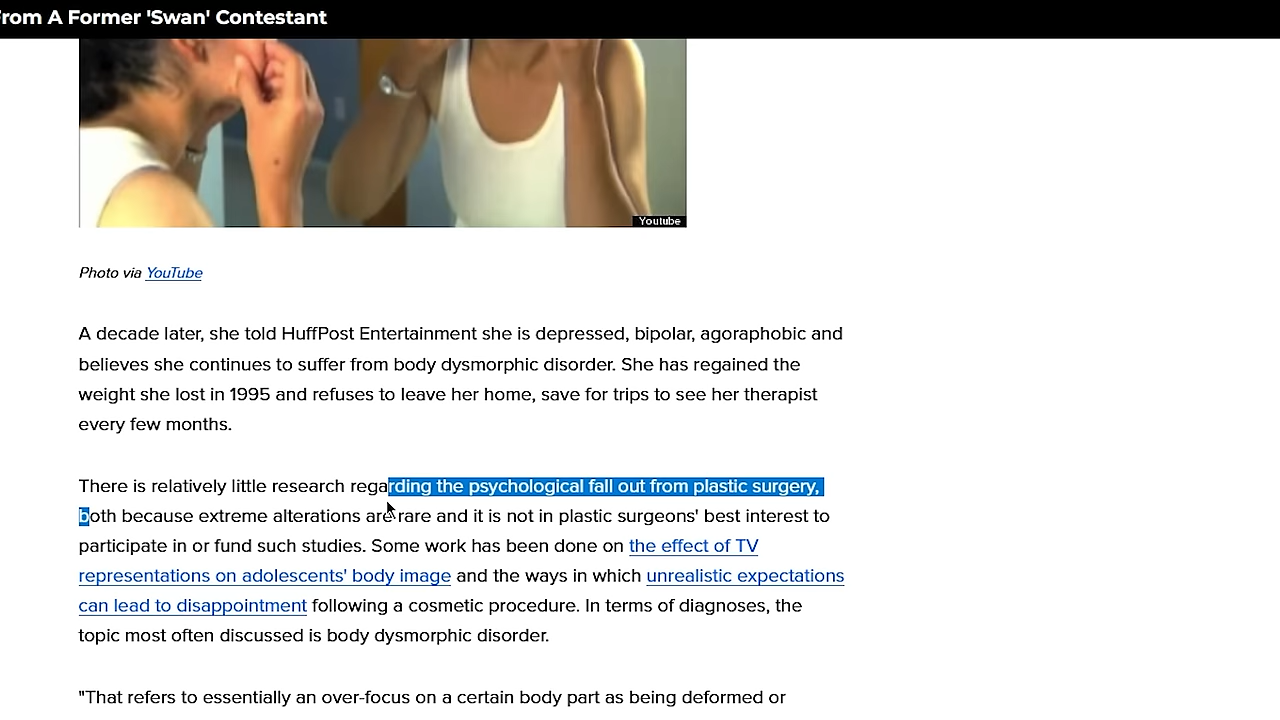 From A Former 'Swan' Contestant
Youtube
Photo via YouTube
A decade later, she told HuffPost Entertainment she is depressed, bipolar, agoraphobic and
believes she continues to suffer from body dysmorphic disorder. She has regained the
weight she lost in 1995 and refuses to leave her home, save for trips to see her therapist
every few months.
There is relatively little research regarding the psychological fall out from plastic surgery,
both because extreme alterations are rare and it is not in plastic surgeons' best interest to
participate in or fund such studies. Some work has been done on the effect of TV
representations on adolescents' body image and the ways in which unrealistic expectations
can lead to disappointment following a cosmetic procedure. In terms of diagnoses, the
topic most often discussed is body dysmorphic disorder.
"That refers to essentially an over-focus on a certain body part as being deformed or